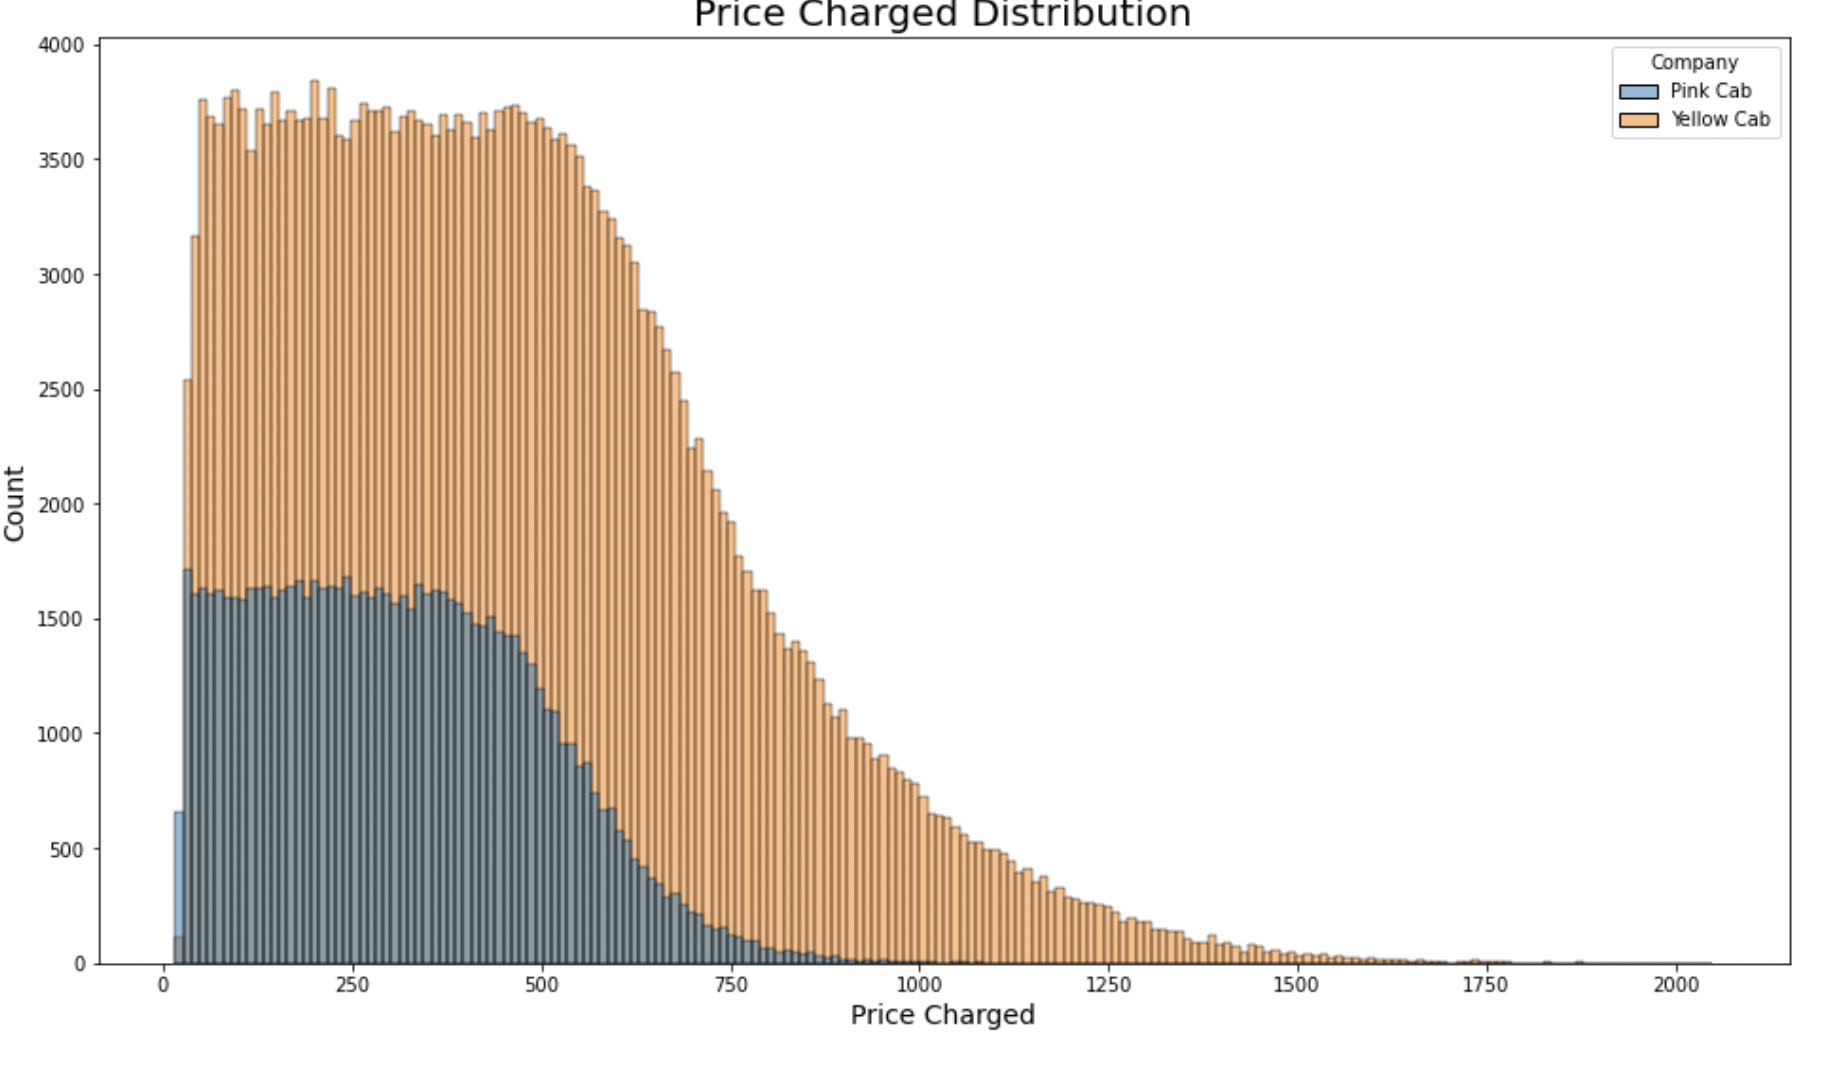 Price Charged Distribution
Company
Pink Cab
Yellow Cab
Count
4000
3500
3000
2500
2000
1500
1000
500
0
0 250 500 750 1000 1250 1500 1750 2000
Price Charged